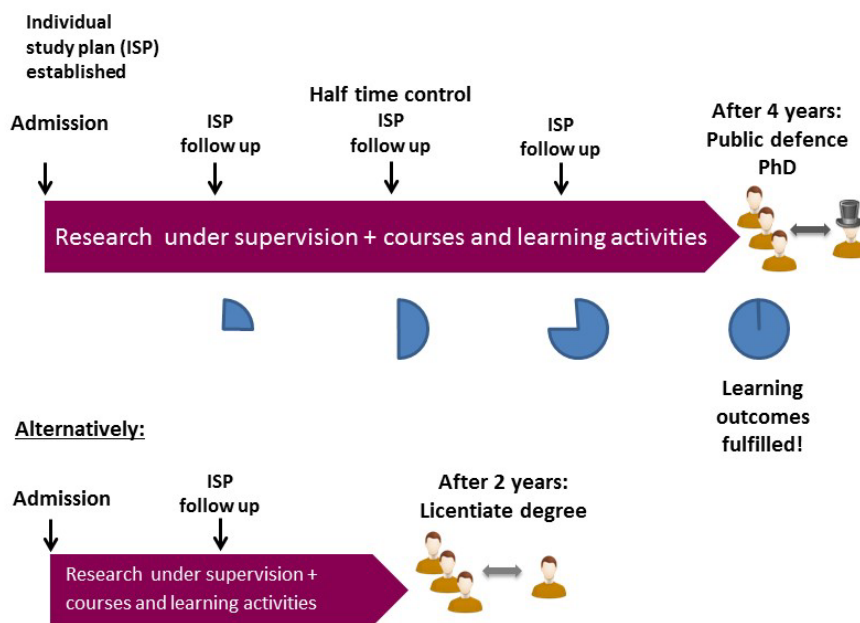 Individual
study plan (ISP)
established
Admission
ISP
follow up
Half time control
ISP
follow up
ISP
follow up
After 4 years:
Public defence
PhD
Research under supervision + courses and learning activities
Learning
outcomes
fulfilled!
Alternatively:
Admission
ISP
follow up
After 2 years:
Licentiate degree
Research under supervision +
courses and learning activities